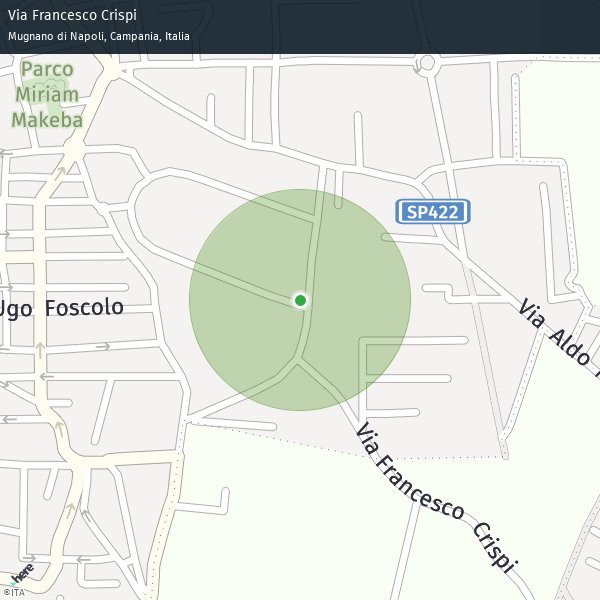 Via Francesco Crispi
Mugnano di Napoli, Campania, Italia
Parco
Miriam
Makeba
SP422
Ugo Foscolo
Via Aldo
Via Francesco Crispi
here
©ITA